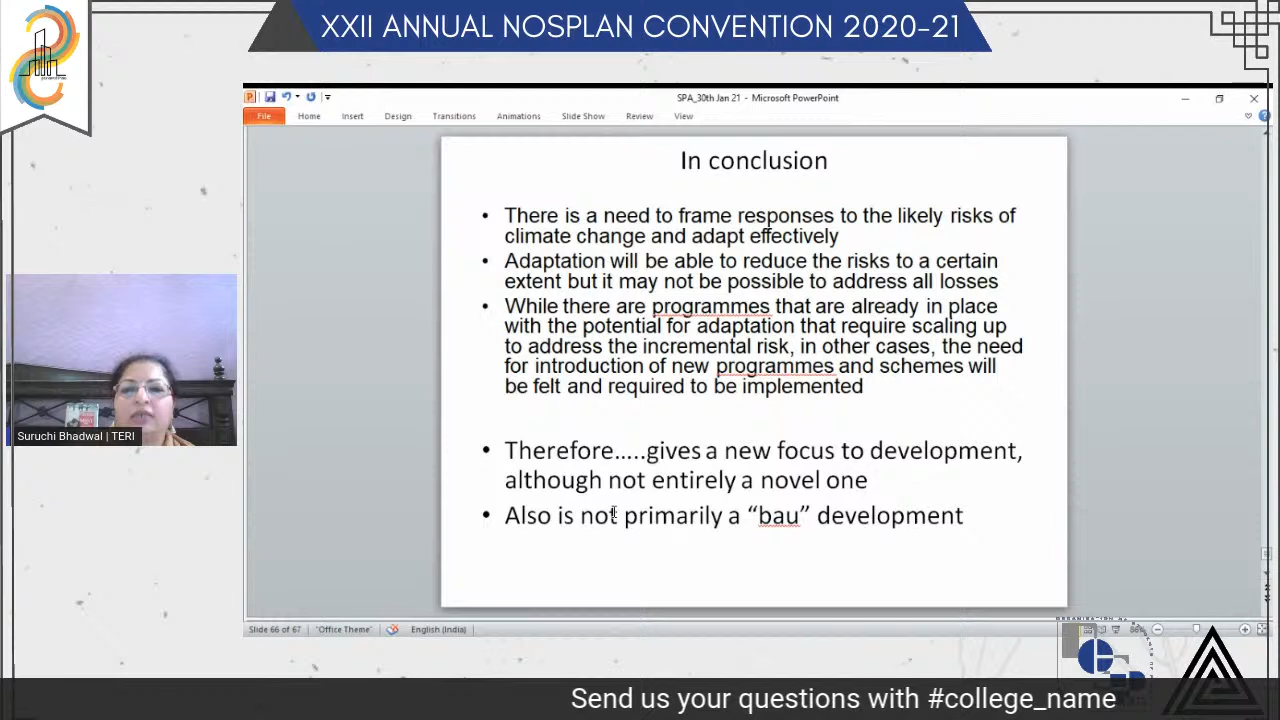 XXII ANNUAL NOSPLAN CONVENTION 2020-21
SPA_30th Jan 21 - Microsoft PowerPoint
File Home Insert Design Transitions Animations Slide Show Review View
In conclusion
• There is a need to frame responses to the likely risks of
climate change and adapt effectively
• Adaptation will be able to reduce the risks to a certain
extent but it may not be possible to address all losses
• While there are programmes that are already in place
with the potential for adaptation that require scaling up
to address the incremental risk, in other cases, the need
for introduction of new programmes and schemes will
be felt and required to be implemented
• Therefore.....gives a new focus to development,
although not entirely a novel one
• Also is not primarily a “bau” development
Suruchi Bhadwal | TERI
Slide 66 of 67 "Office Theme" English (India)
Send us your questions with #college_name